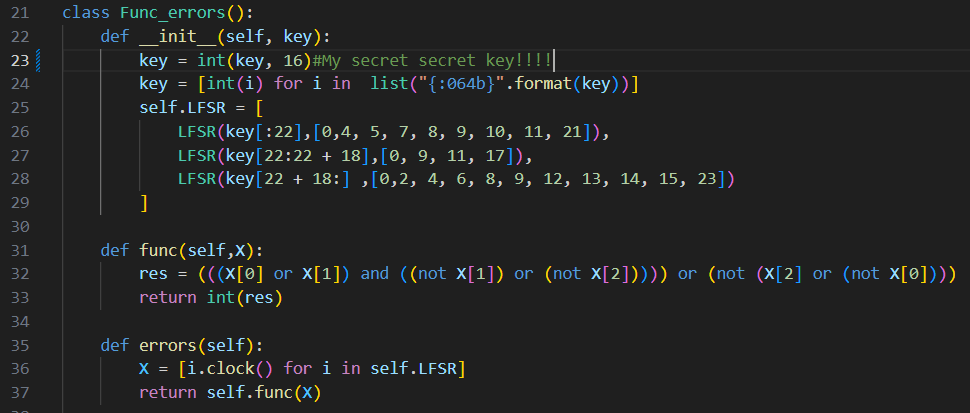 21 class Func_errors():
22     def __init__(self, key):
23         key = int(key, 16)#My secret secret key!!!!
24         key = [int(i) for i in  list("{:064b}".format(key))]
25         self.LFSR = [
26             LFSR(key[:22],[0,4, 5, 7, 8, 9, 10, 11, 21]),
27             LFSR(key[22:22 + 18],[0, 9, 11, 17]),
28             LFSR(key[22 + 18:] ,[0,2, 4, 6, 8, 9, 12, 13, 14, 15, 23])
29         ]
30
31     def func(self,X):
32         res = (((X[0] or X[1]) and ((not X[1]) or (not X[2])))) or (not (X[2] or (not X[0])))
33         return int(res)
34
35     def errors(self):
36         X = [i.clock() for i in self.LFSR]
37         return self.func(X)